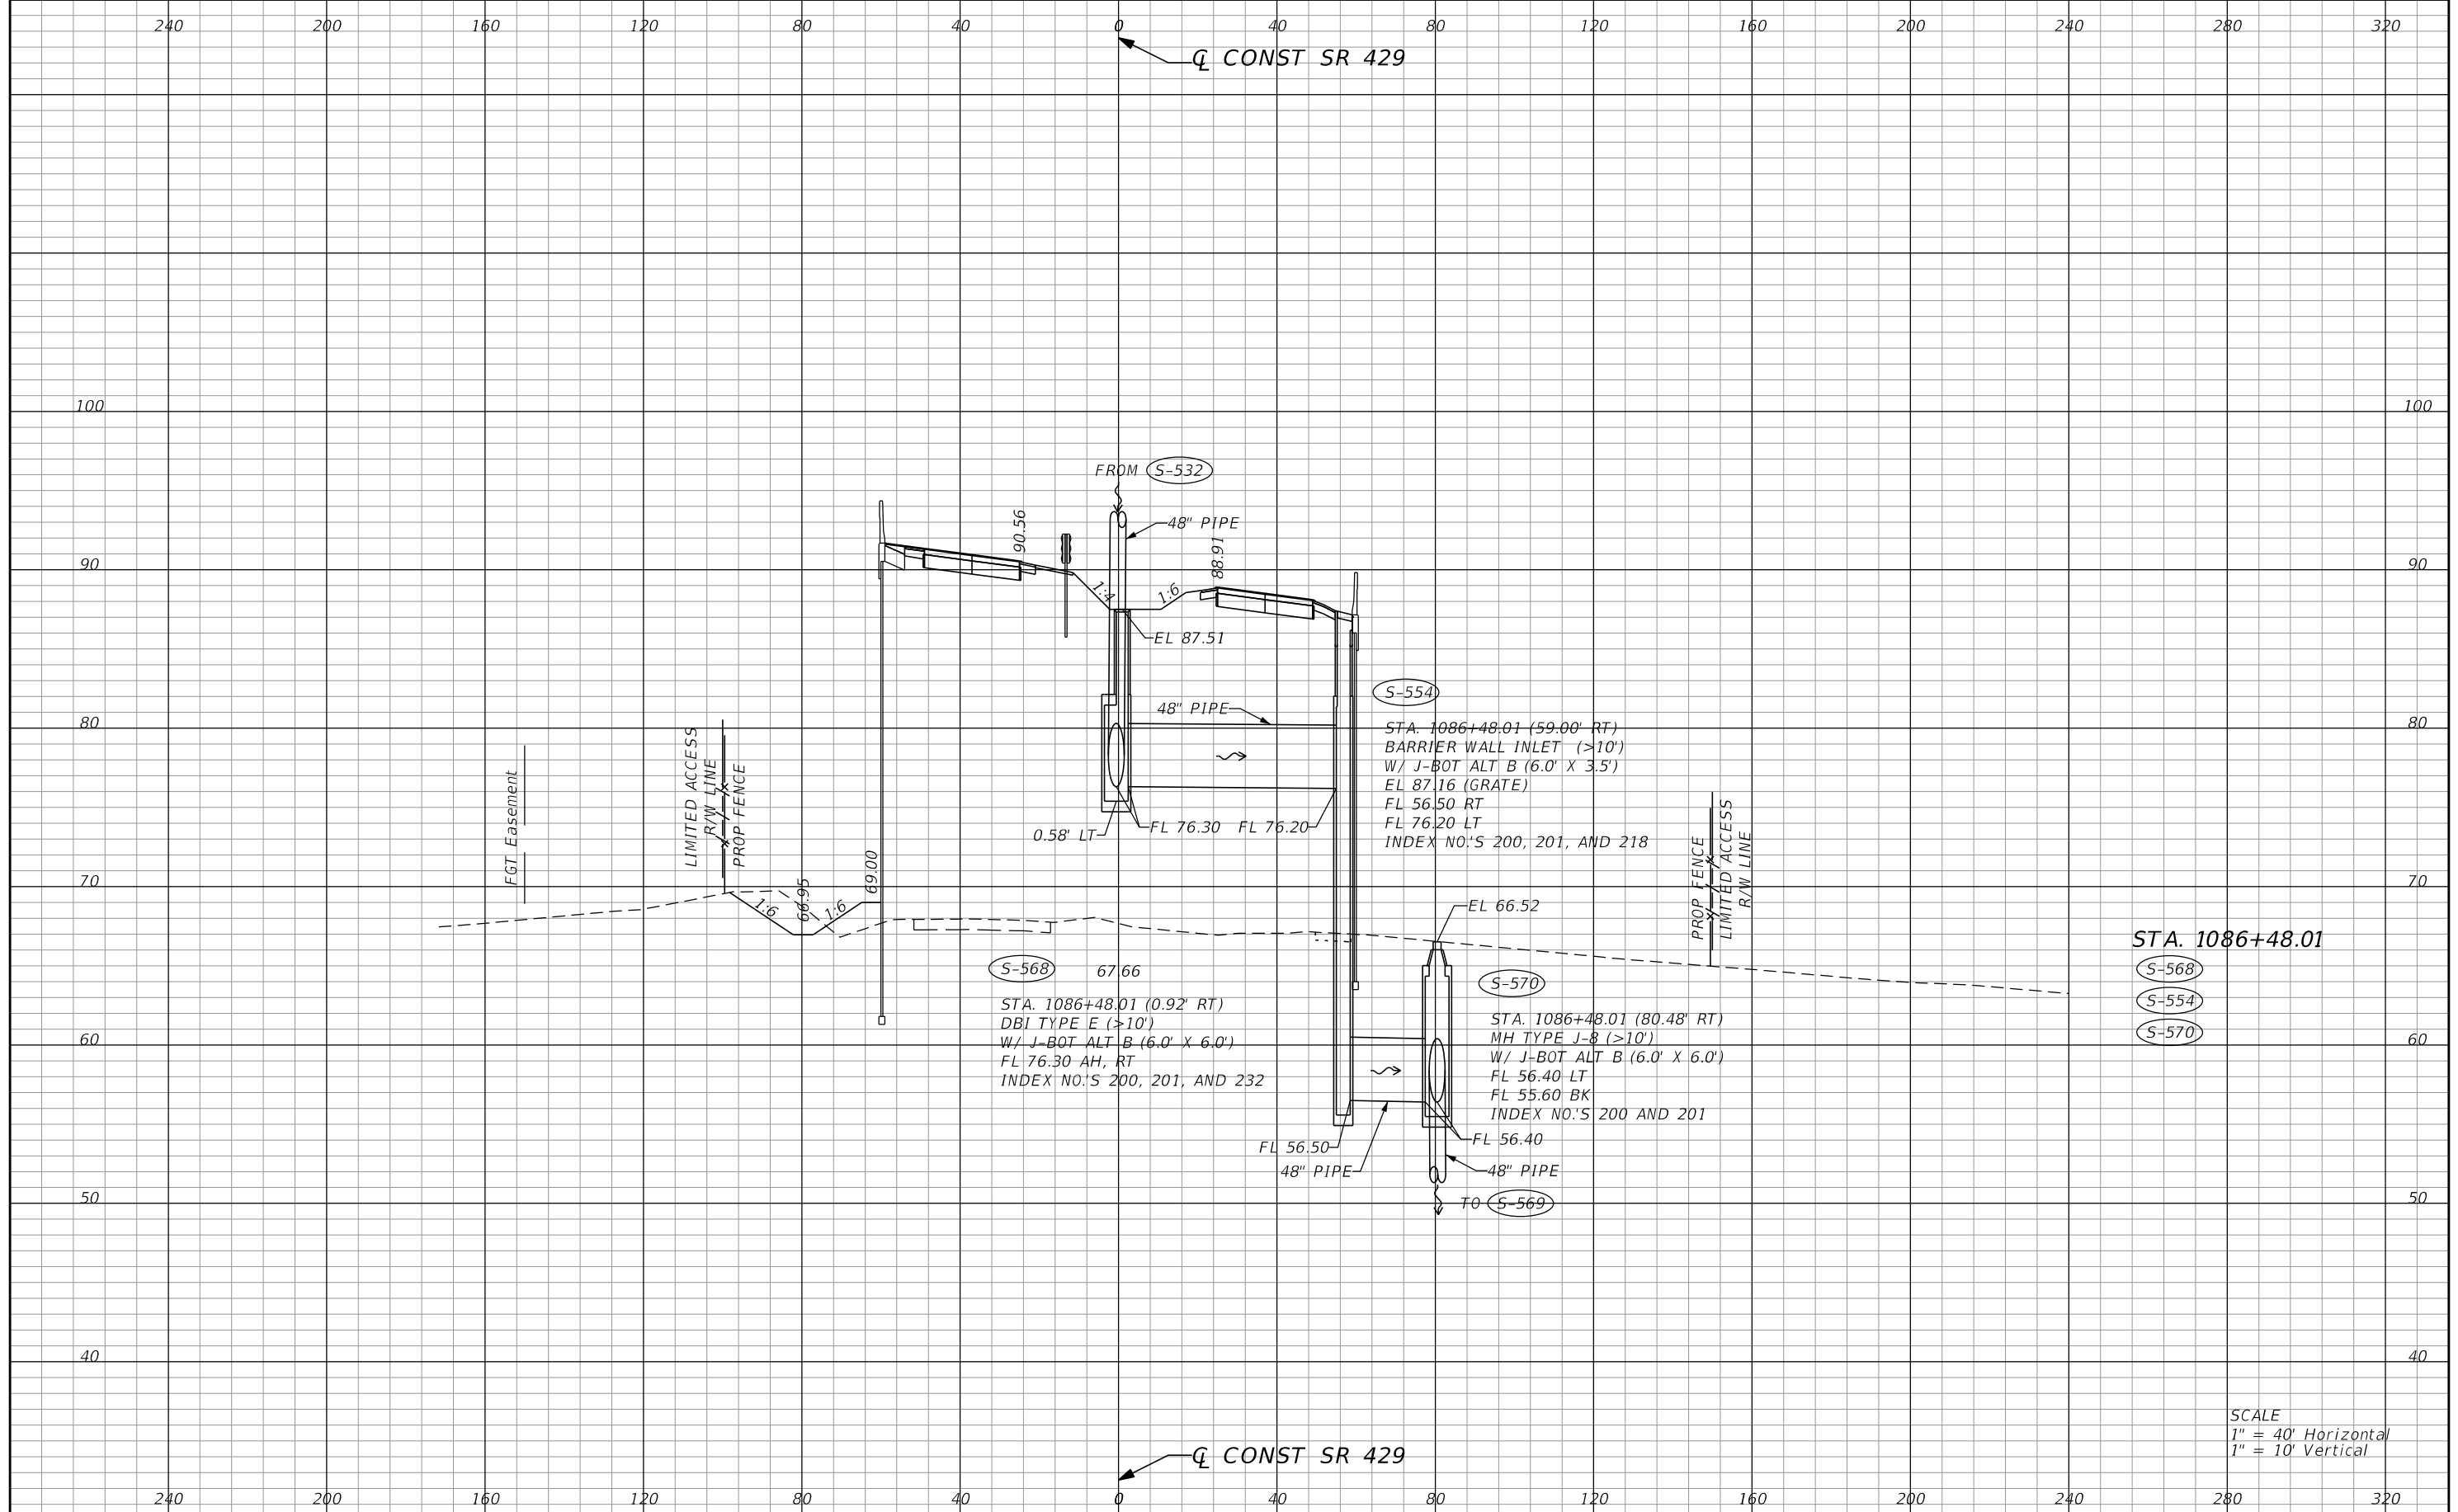 240 200 160 120 80 40 0 40 80 120 160 200 240 280 320
℄ CONST SR 429
100 100
FROM S-532
48" PIPE
90.56
88.91
90 90
1:4
1:6
EL 87.51
S-554
48" PIPE
80 80
STA. 1086+48.01 (59.00' RT)
BARRIER WALL INLET (>10')
W/ J-BOT ALT B (6.0' X 3.5')
EL 87.16 (GRATE)
FL 56.50 RT
FL 76.20 LT
INDEX NO.'S 200, 201, AND 218
FGT Easement
LIMITED ACCESS
R/W LINE
PROP FENCE
0.58' LT
FL 76.30
FL 76.20
PROP FENCE
LIMITED ACCESS
R/W LINE
70 70
1:6
66.95
1:6
69.00
EL 66.52
STA. 1086+48.01
S-568
S-554
S-570
S-568
67.66
STA. 1086+48.01 (0.92' RT)
DBI TYPE E (>10')
W/ J-BOT ALT B (6.0' X 6.0')
FL 76.30 AH, RT
INDEX NO.'S 200, 201, AND 232
S-570
STA. 1086+48.01 (80.48' RT)
MH TYPE J-8 (>10')
W/ J-BOT ALT B (6.0' X 6.0')
FL 56.40 LT
FL 55.60 BK
INDEX NO.'S 200 AND 201
60 60
FL 56.50
FL 56.40
48" PIPE
48" PIPE
50 50
TO S-569
40 40
SCALE
1" = 40' Horizontal
1" = 10' Vertical
℄ CONST SR 429
240 200 160 120 80 40 0 40 80 120 160 200 240 280 320